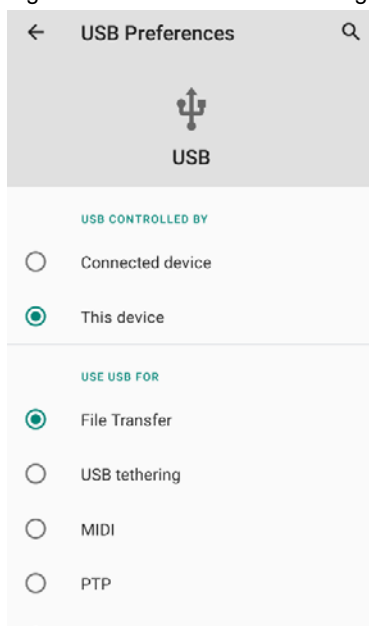 USB Preferences
USB
USB CONTROLLED BY
Connected device
This device
USE USB FOR
File Transfer
USB tethering
MIDI
PTP